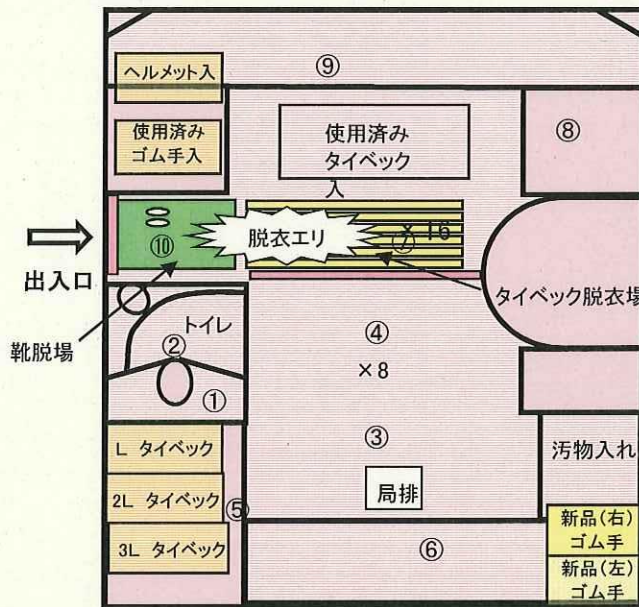 ⑨
ヘルメット入
使用済み
ゴム手入
使用済み
タイベック
入
⑧
出入口
⑩
脱衣エリ
⑦
×16
タイベック脱衣場
靴脱場
トイレ
②
①
④
×8
③
局排
L タイベック
2L タイベック
3L タイベック
⑤
⑥
汚物入れ
新品(右)
ゴム手
新品(左)
ゴム手